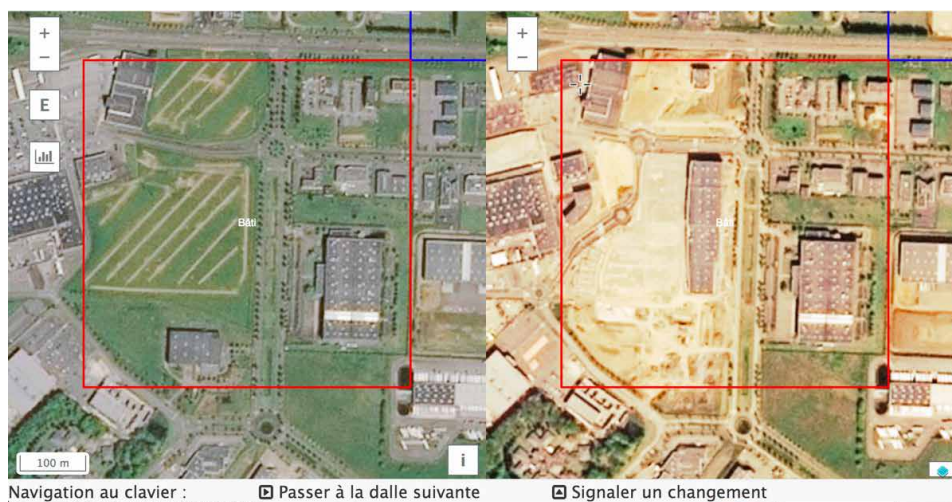 +
−
E
Bâti
100 m
i
+
−
Bâti
Navigation au clavier :
Passer à la dalle suivante
Signaler un changement